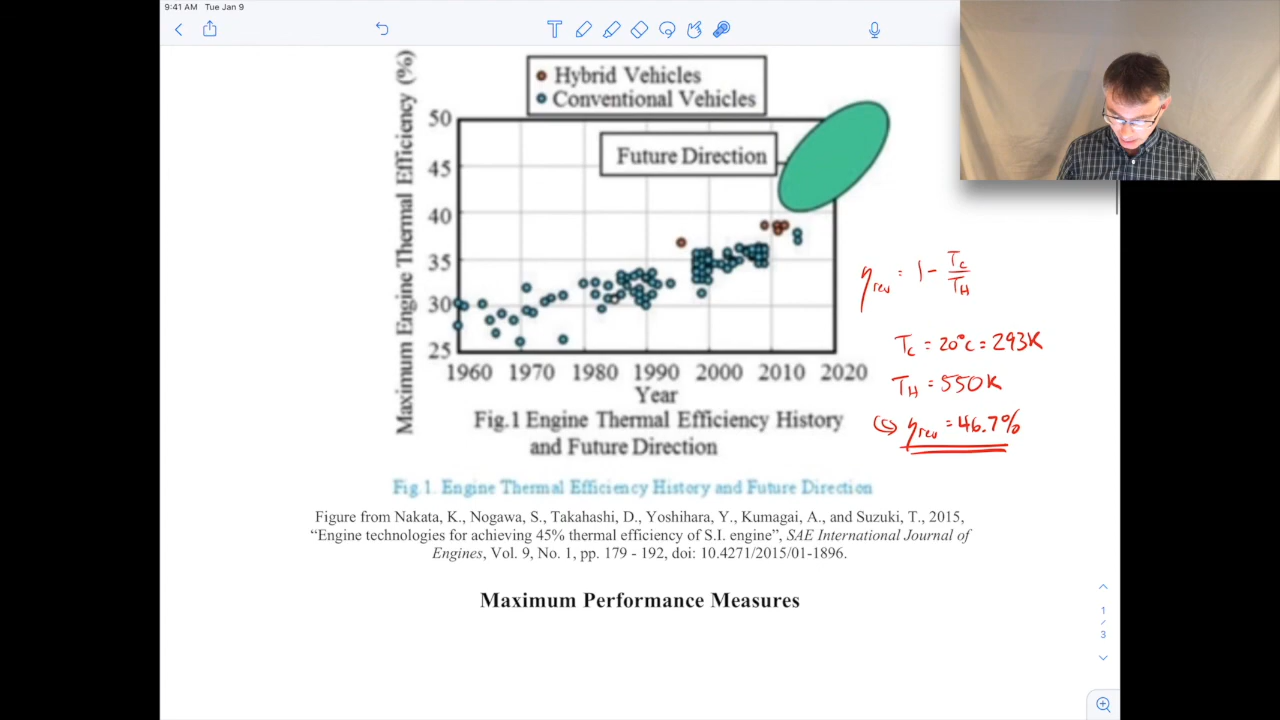 9:41 AM Tue Jan 9
Hybrid Vehicles
Conventional Vehicles
Maximum Engine Thermal Efficiency (%)
50
45
40
35
30
25
Future Direction
1960 1970 1980 1990 2000 2010 2020
Year
Fig.1 Engine Thermal Efficiency History
and Future Direction
η_rev = 1 - T_C/T_H
T_C = 20°C = 293K
T_H = 550K
η_rev = 46.7%
Fig.1. Engine Thermal Efficiency History and Future Direction
Figure from Nakata, K., Nogawa, S., Takahashi, D., Yoshihara, Y., Kumagai, A., and Suzuki, T., 2015,
“Engine technologies for achieving 45% thermal efficiency of S.I. engine”, SAE International Journal of
Engines, Vol. 9, No. 1, pp. 179 - 192, doi: 10.4271/2015/01-1896.
Maximum Performance Measures
1
/
3